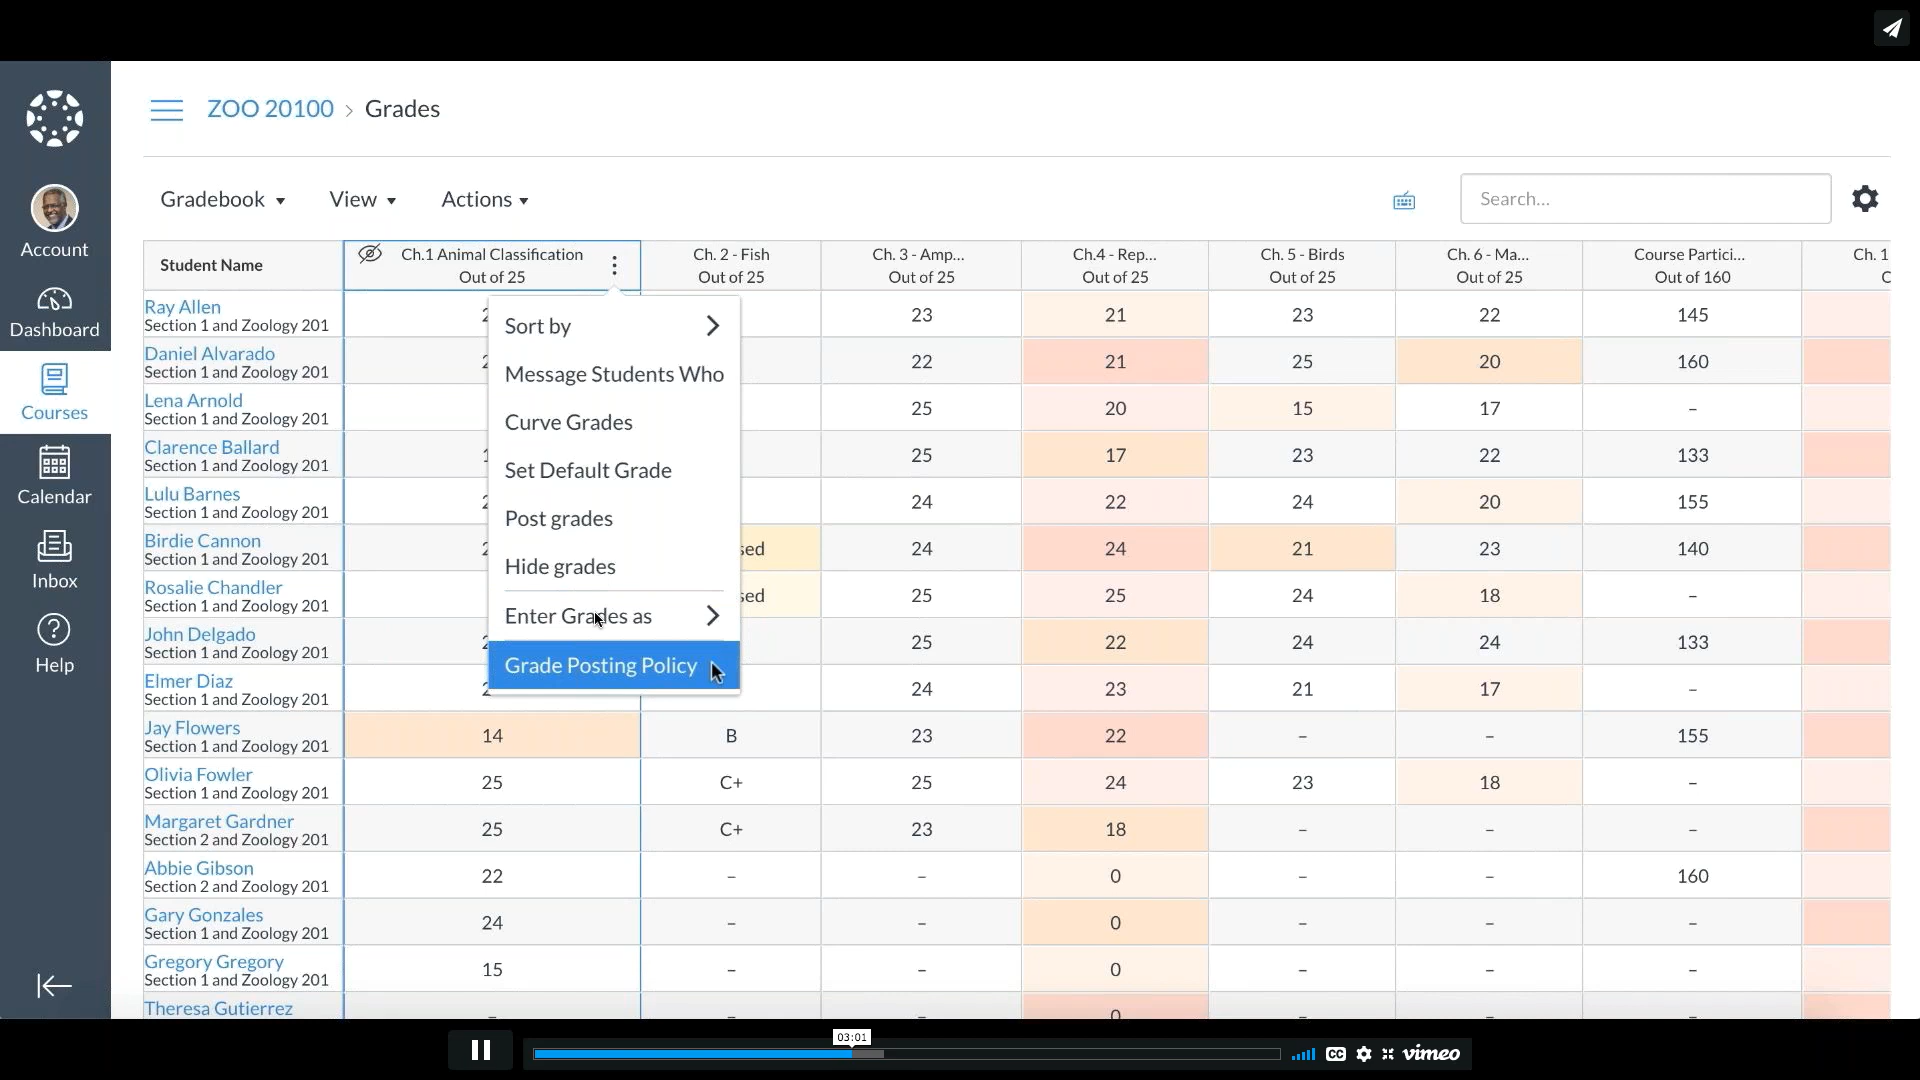 ZOO 20100 > Grades
Gradebook View Actions Search...
Student Name
Ch.1 Animal Classification
Out of 25
Ch. 2 - Fish
Out of 25
Ch. 3 - Amp...
Out of 25
Ch.4 - Rep...
Out of 25
Ch. 5 - Birds
Out of 25
Ch. 6 - Ma...
Out of 25
Course Partici...
Out of 160
Ch. 1
Account
Dashboard
Courses
Calendar
Inbox
Help
Sort by
Message Students Who
Curve Grades
Set Default Grade
Post grades
Hide grades
Enter Grades as
Grade Posting Policy
Ray Allen
Section 1 and Zoology 201
23 21 23 22 145
Daniel Alvarado
Section 1 and Zoology 201
22 21 25 20 160
Lena Arnold
Section 1 and Zoology 201
25 20 15 17 –
Clarence Ballard
Section 1 and Zoology 201
25 17 23 22 133
Lulu Barnes
Section 1 and Zoology 201
24 22 24 20 155
Birdie Cannon
Section 1 and Zoology 201
sed 24 24 21 23 140
Rosalie Chandler
Section 1 and Zoology 201
sed 25 25 24 18 –
John Delgado
Section 1 and Zoology 201
25 22 24 24 133
Elmer Diaz
Section 1 and Zoology 201
24 23 21 17 –
Jay Flowers
Section 1 and Zoology 201
14 B 23 22 – – 155
Olivia Fowler
Section 1 and Zoology 201
25 C+ 25 24 23 18 –
Margaret Gardner
Section 2 and Zoology 201
25 C+ 23 18 – – –
Abbie Gibson
Section 2 and Zoology 201
22 – – 0 – – 160
Gary Gonzales
Section 1 and Zoology 201
24 – – 0 – – –
Gregory Gregory
Section 1 and Zoology 201
15 – – 0 – – –
Theresa Gutierrez
– – – 0 – – –
03:01
CC vimeo